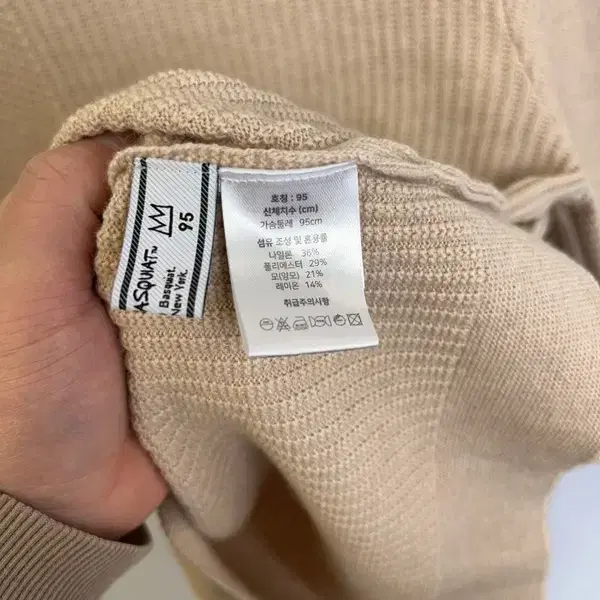 95
ASQUIAT™
Basquiat.
New York.
호칭 : 95
신체치수 (cm)
가슴둘레 95cm
섬유 조성 및 혼용률
나일론 36%
폴리에스터 29%
모(양모) 21%
레이온 14%
취급주의사항